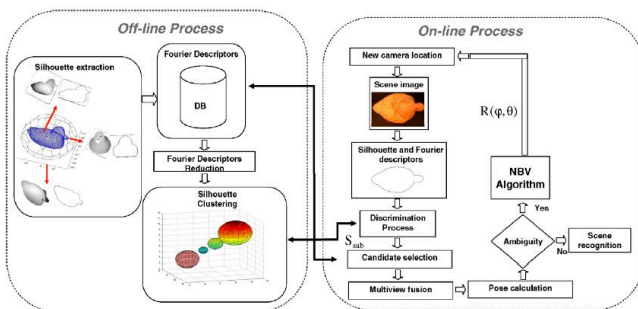 Off-line Process
Silhouette extraction
Fourier Descriptors
DB
Fourier Descriptors
Reduction
Silhouette
Clustering
On-line Process
New camera location
Scene image
Silhouette and Fourier
descriptors
Discrimination
Process
S_sub
Candidate selection
Multiview fusion
Pose calculation
Ambiguity
Yes
No
Scene
recognition
NBV
Algorithm
R(φ,θ)